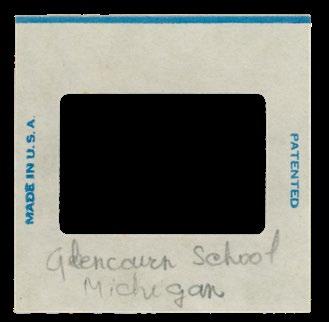 MADE IN U.S.A.
PATENTED
Glencairn School
Michigan